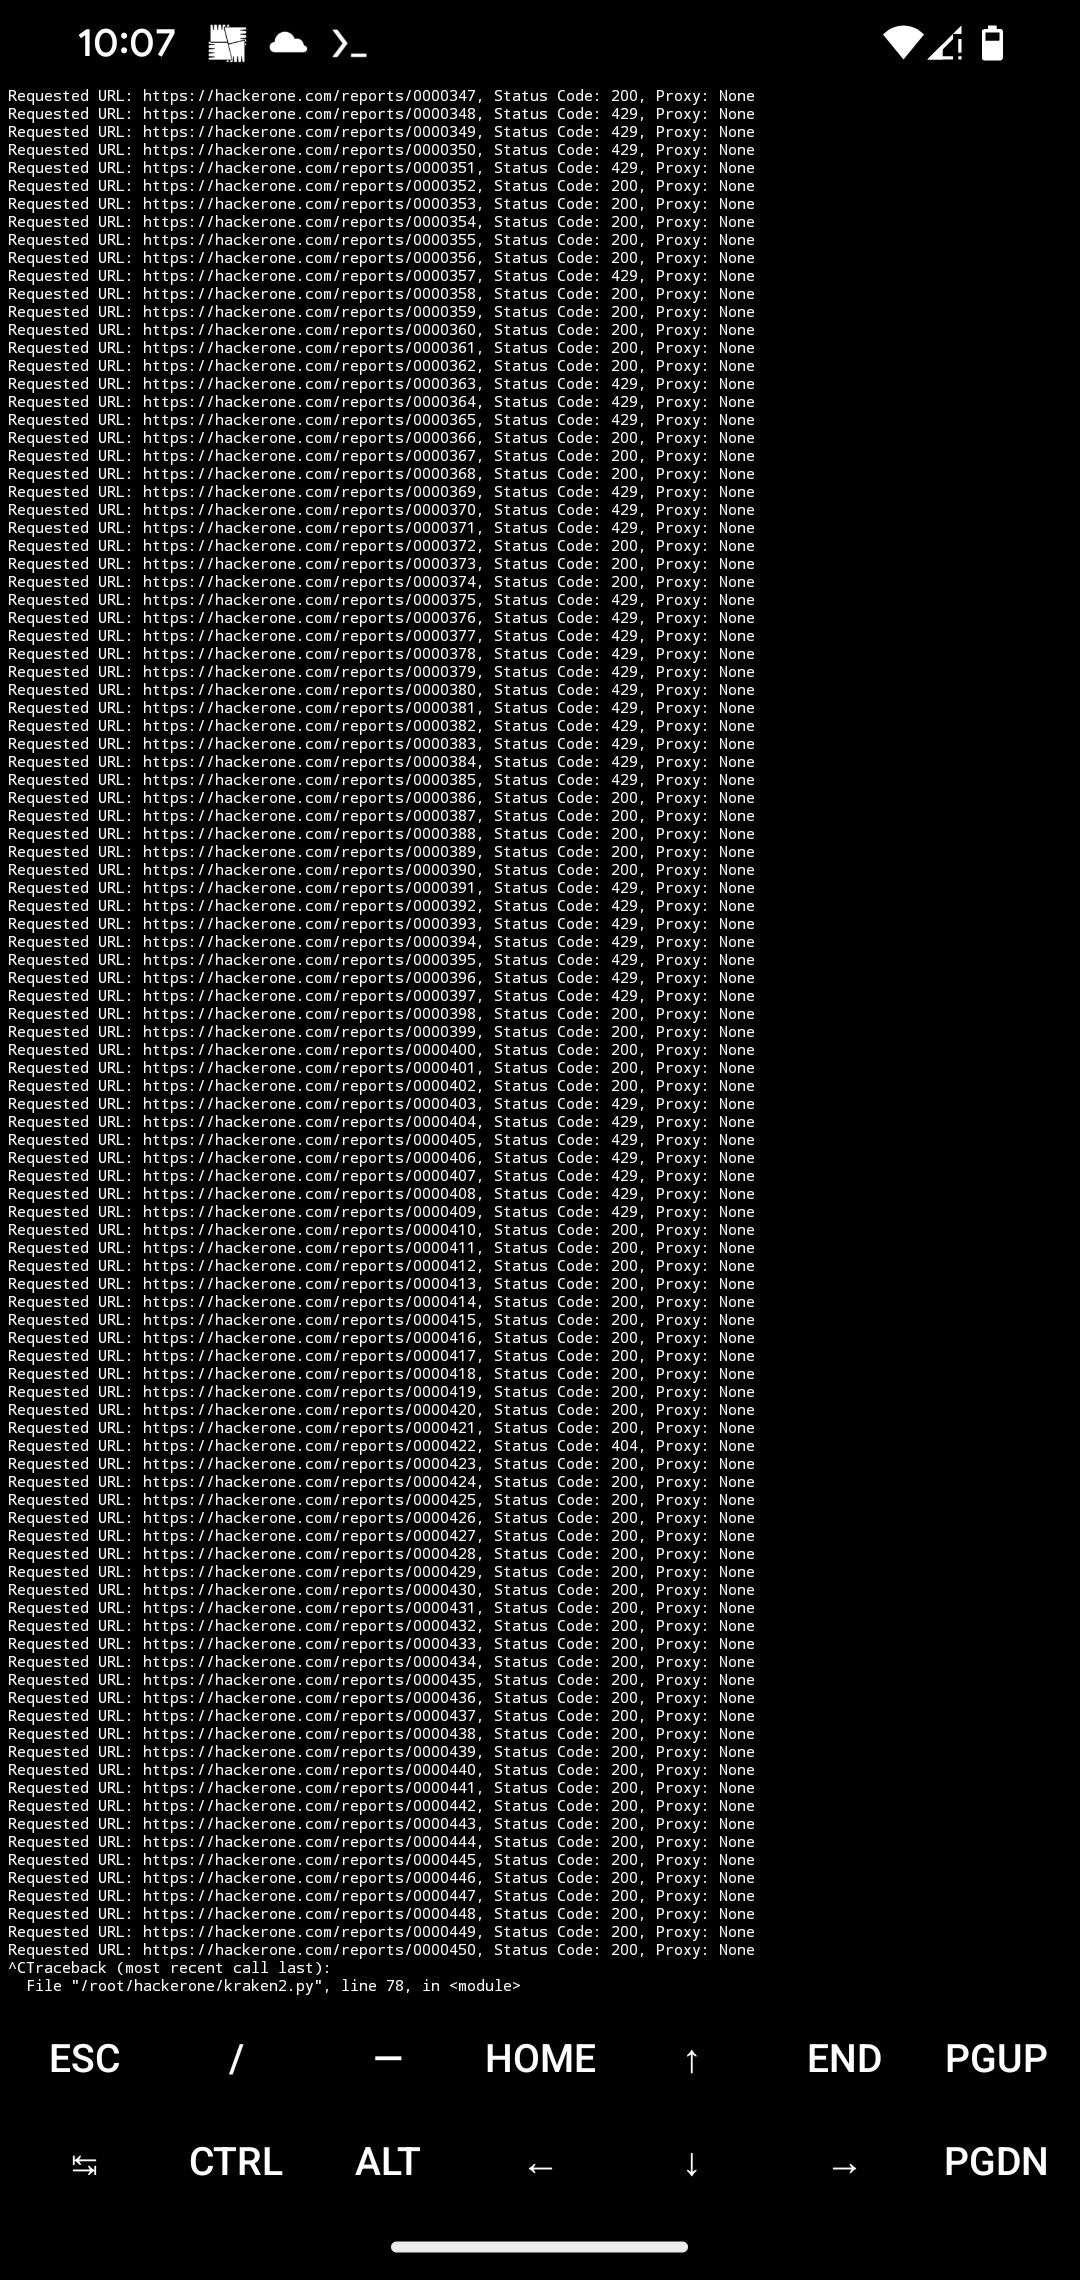 10:07
Requested URL: https://hackerone.com/reports/0000347, Status Code: 200, Proxy: None
Requested URL: https://hackerone.com/reports/0000348, Status Code: 429, Proxy: None
Requested URL: https://hackerone.com/reports/0000349, Status Code: 429, Proxy: None
Requested URL: https://hackerone.com/reports/0000350, Status Code: 429, Proxy: None
Requested URL: https://hackerone.com/reports/0000351, Status Code: 429, Proxy: None
Requested URL: https://hackerone.com/reports/0000352, Status Code: 200, Proxy: None
Requested URL: https://hackerone.com/reports/0000353, Status Code: 200, Proxy: None
Requested URL: https://hackerone.com/reports/0000354, Status Code: 200, Proxy: None
Requested URL: https://hackerone.com/reports/0000355, Status Code: 200, Proxy: None
Requested URL: https://hackerone.com/reports/0000356, Status Code: 200, Proxy: None
Requested URL: https://hackerone.com/reports/0000357, Status Code: 429, Proxy: None
Requested URL: https://hackerone.com/reports/0000358, Status Code: 200, Proxy: None
Requested URL: https://hackerone.com/reports/0000359, Status Code: 200, Proxy: None
Requested URL: https://hackerone.com/reports/0000360, Status Code: 200, Proxy: None
Requested URL: https://hackerone.com/reports/0000361, Status Code: 200, Proxy: None
Requested URL: https://hackerone.com/reports/0000362, Status Code: 200, Proxy: None
Requested URL: https://hackerone.com/reports/0000363, Status Code: 429, Proxy: None
Requested URL: https://hackerone.com/reports/0000364, Status Code: 429, Proxy: None
Requested URL: https://hackerone.com/reports/0000365, Status Code: 429, Proxy: None
Requested URL: https://hackerone.com/reports/0000366, Status Code: 200, Proxy: None
Requested URL: https://hackerone.com/reports/0000367, Status Code: 200, Proxy: None
Requested URL: https://hackerone.com/reports/0000368, Status Code: 200, Proxy: None
Requested URL: https://hackerone.com/reports/0000369, Status Code: 429, Proxy: None
Requested URL: https://hackerone.com/reports/0000370, Status Code: 429, Proxy: None
Requested URL: https://hackerone.com/reports/0000371, Status Code: 429, Proxy: None
Requested URL: https://hackerone.com/reports/0000372, Status Code: 200, Proxy: None
Requested URL: https://hackerone.com/reports/0000373, Status Code: 200, Proxy: None
Requested URL: https://hackerone.com/reports/0000374, Status Code: 200, Proxy: None
Requested URL: https://hackerone.com/reports/0000375, Status Code: 429, Proxy: None
Requested URL: https://hackerone.com/reports/0000376, Status Code: 429, Proxy: None
Requested URL: https://hackerone.com/reports/0000377, Status Code: 429, Proxy: None
Requested URL: https://hackerone.com/reports/0000378, Status Code: 429, Proxy: None
Requested URL: https://hackerone.com/reports/0000379, Status Code: 429, Proxy: None
Requested URL: https://hackerone.com/reports/0000380, Status Code: 429, Proxy: None
Requested URL: https://hackerone.com/reports/0000381, Status Code: 429, Proxy: None
Requested URL: https://hackerone.com/reports/0000382, Status Code: 429, Proxy: None
Requested URL: https://hackerone.com/reports/0000383, Status Code: 429, Proxy: None
Requested URL: https://hackerone.com/reports/0000384, Status Code: 429, Proxy: None
Requested URL: https://hackerone.com/reports/0000385, Status Code: 429, Proxy: None
Requested URL: https://hackerone.com/reports/0000386, Status Code: 200, Proxy: None
Requested URL: https://hackerone.com/reports/0000387, Status Code: 200, Proxy: None
Requested URL: https://hackerone.com/reports/0000388, Status Code: 200, Proxy: None
Requested URL: https://hackerone.com/reports/0000389, Status Code: 200, Proxy: None
Requested URL: https://hackerone.com/reports/0000390, Status Code: 200, Proxy: None
Requested URL: https://hackerone.com/reports/0000391, Status Code: 429, Proxy: None
Requested URL: https://hackerone.com/reports/0000392, Status Code: 429, Proxy: None
Requested URL: https://hackerone.com/reports/0000393, Status Code: 429, Proxy: None
Requested URL: https://hackerone.com/reports/0000394, Status Code: 429, Proxy: None
Requested URL: https://hackerone.com/reports/0000395, Status Code: 429, Proxy: None
Requested URL: https://hackerone.com/reports/0000396, Status Code: 429, Proxy: None
Requested URL: https://hackerone.com/reports/0000397, Status Code: 429, Proxy: None
Requested URL: https://hackerone.com/reports/0000398, Status Code: 200, Proxy: None
Requested URL: https://hackerone.com/reports/0000399, Status Code: 200, Proxy: None
Requested URL: https://hackerone.com/reports/0000400, Status Code: 200, Proxy: None
Requested URL: https://hackerone.com/reports/0000401, Status Code: 200, Proxy: None
Requested URL: https://hackerone.com/reports/0000402, Status Code: 200, Proxy: None
Requested URL: https://hackerone.com/reports/0000403, Status Code: 429, Proxy: None
Requested URL: https://hackerone.com/reports/0000404, Status Code: 429, Proxy: None
Requested URL: https://hackerone.com/reports/0000405, Status Code: 429, Proxy: None
Requested URL: https://hackerone.com/reports/0000406, Status Code: 429, Proxy: None
Requested URL: https://hackerone.com/reports/0000407, Status Code: 429, Proxy: None
Requested URL: https://hackerone.com/reports/0000408, Status Code: 429, Proxy: None
Requested URL: https://hackerone.com/reports/0000409, Status Code: 429, Proxy: None
Requested URL: https://hackerone.com/reports/0000410, Status Code: 200, Proxy: None
Requested URL: https://hackerone.com/reports/0000411, Status Code: 200, Proxy: None
Requested URL: https://hackerone.com/reports/0000412, Status Code: 200, Proxy: None
Requested URL: https://hackerone.com/reports/0000413, Status Code: 200, Proxy: None
Requested URL: https://hackerone.com/reports/0000414, Status Code: 200, Proxy: None
Requested URL: https://hackerone.com/reports/0000415, Status Code: 200, Proxy: None
Requested URL: https://hackerone.com/reports/0000416, Status Code: 200, Proxy: None
Requested URL: https://hackerone.com/reports/0000417, Status Code: 200, Proxy: None
Requested URL: https://hackerone.com/reports/0000418, Status Code: 200, Proxy: None
Requested URL: https://hackerone.com/reports/0000419, Status Code: 200, Proxy: None
Requested URL: https://hackerone.com/reports/0000420, Status Code: 200, Proxy: None
Requested URL: https://hackerone.com/reports/0000421, Status Code: 200, Proxy: None
Requested URL: https://hackerone.com/reports/0000422, Status Code: 404, Proxy: None
Requested URL: https://hackerone.com/reports/0000423, Status Code: 200, Proxy: None
Requested URL: https://hackerone.com/reports/0000424, Status Code: 200, Proxy: None
Requested URL: https://hackerone.com/reports/0000425, Status Code: 200, Proxy: None
Requested URL: https://hackerone.com/reports/0000426, Status Code: 200, Proxy: None
Requested URL: https://hackerone.com/reports/0000427, Status Code: 200, Proxy: None
Requested URL: https://hackerone.com/reports/0000428, Status Code: 200, Proxy: None
Requested URL: https://hackerone.com/reports/0000429, Status Code: 200, Proxy: None
Requested URL: https://hackerone.com/reports/0000430, Status Code: 200, Proxy: None
Requested URL: https://hackerone.com/reports/0000431, Status Code: 200, Proxy: None
Requested URL: https://hackerone.com/reports/0000432, Status Code: 200, Proxy: None
Requested URL: https://hackerone.com/reports/0000433, Status Code: 200, Proxy: None
Requested URL: https://hackerone.com/reports/0000434, Status Code: 200, Proxy: None
Requested URL: https://hackerone.com/reports/0000435, Status Code: 200, Proxy: None
Requested URL: https://hackerone.com/reports/0000436, Status Code: 200, Proxy: None
Requested URL: https://hackerone.com/reports/0000437, Status Code: 200, Proxy: None
Requested URL: https://hackerone.com/reports/0000438, Status Code: 200, Proxy: None
Requested URL: https://hackerone.com/reports/0000439, Status Code: 200, Proxy: None
Requested URL: https://hackerone.com/reports/0000440, Status Code: 200, Proxy: None
Requested URL: https://hackerone.com/reports/0000441, Status Code: 200, Proxy: None
Requested URL: https://hackerone.com/reports/0000442, Status Code: 200, Proxy: None
Requested URL: https://hackerone.com/reports/0000443, Status Code: 200, Proxy: None
Requested URL: https://hackerone.com/reports/0000444, Status Code: 200, Proxy: None
Requested URL: https://hackerone.com/reports/0000445, Status Code: 200, Proxy: None
Requested URL: https://hackerone.com/reports/0000446, Status Code: 200, Proxy: None
Requested URL: https://hackerone.com/reports/0000447, Status Code: 200, Proxy: None
Requested URL: https://hackerone.com/reports/0000448, Status Code: 200, Proxy: None
Requested URL: https://hackerone.com/reports/0000449, Status Code: 200, Proxy: None
Requested URL: https://hackerone.com/reports/0000450, Status Code: 200, Proxy: None
^CTraceback (most recent call last):
  File "/root/hackerone/kraken2.py", line 78, in <module>
ESC / — HOME ↑ END PGUP
↹ CTRL ALT ← ↓ → PGDN